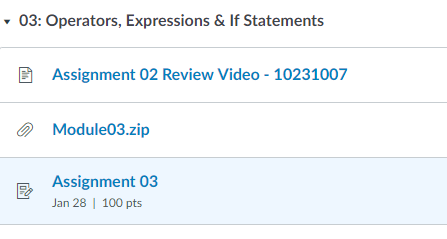 03: Operators, Expressions & If Statements
Assignment 02 Review Video - 10231007
Module03.zip
Assignment 03
Jan 28 | 100 pts